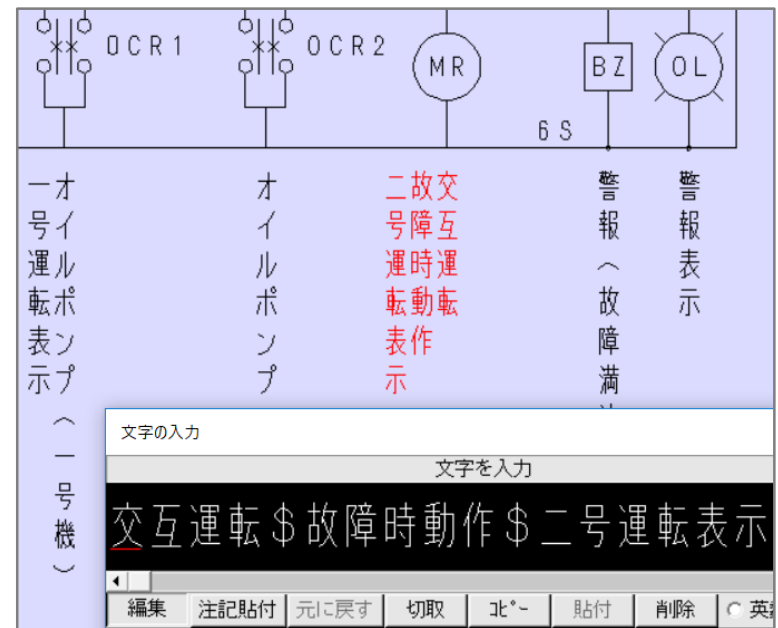 OCR1
OCR2
MR
BZ
OL
6S
オイルポンプ(一号機)
一号運転表示
オイルポンプ
交互運転
故障時動作
二号運転表示
警報(故障満
警報表示
文字の入力
文字を入力
交互運転$故障時動作$二号運転表示
編集 注記貼付 元に戻す 切取 コピー 貼付 削除 英